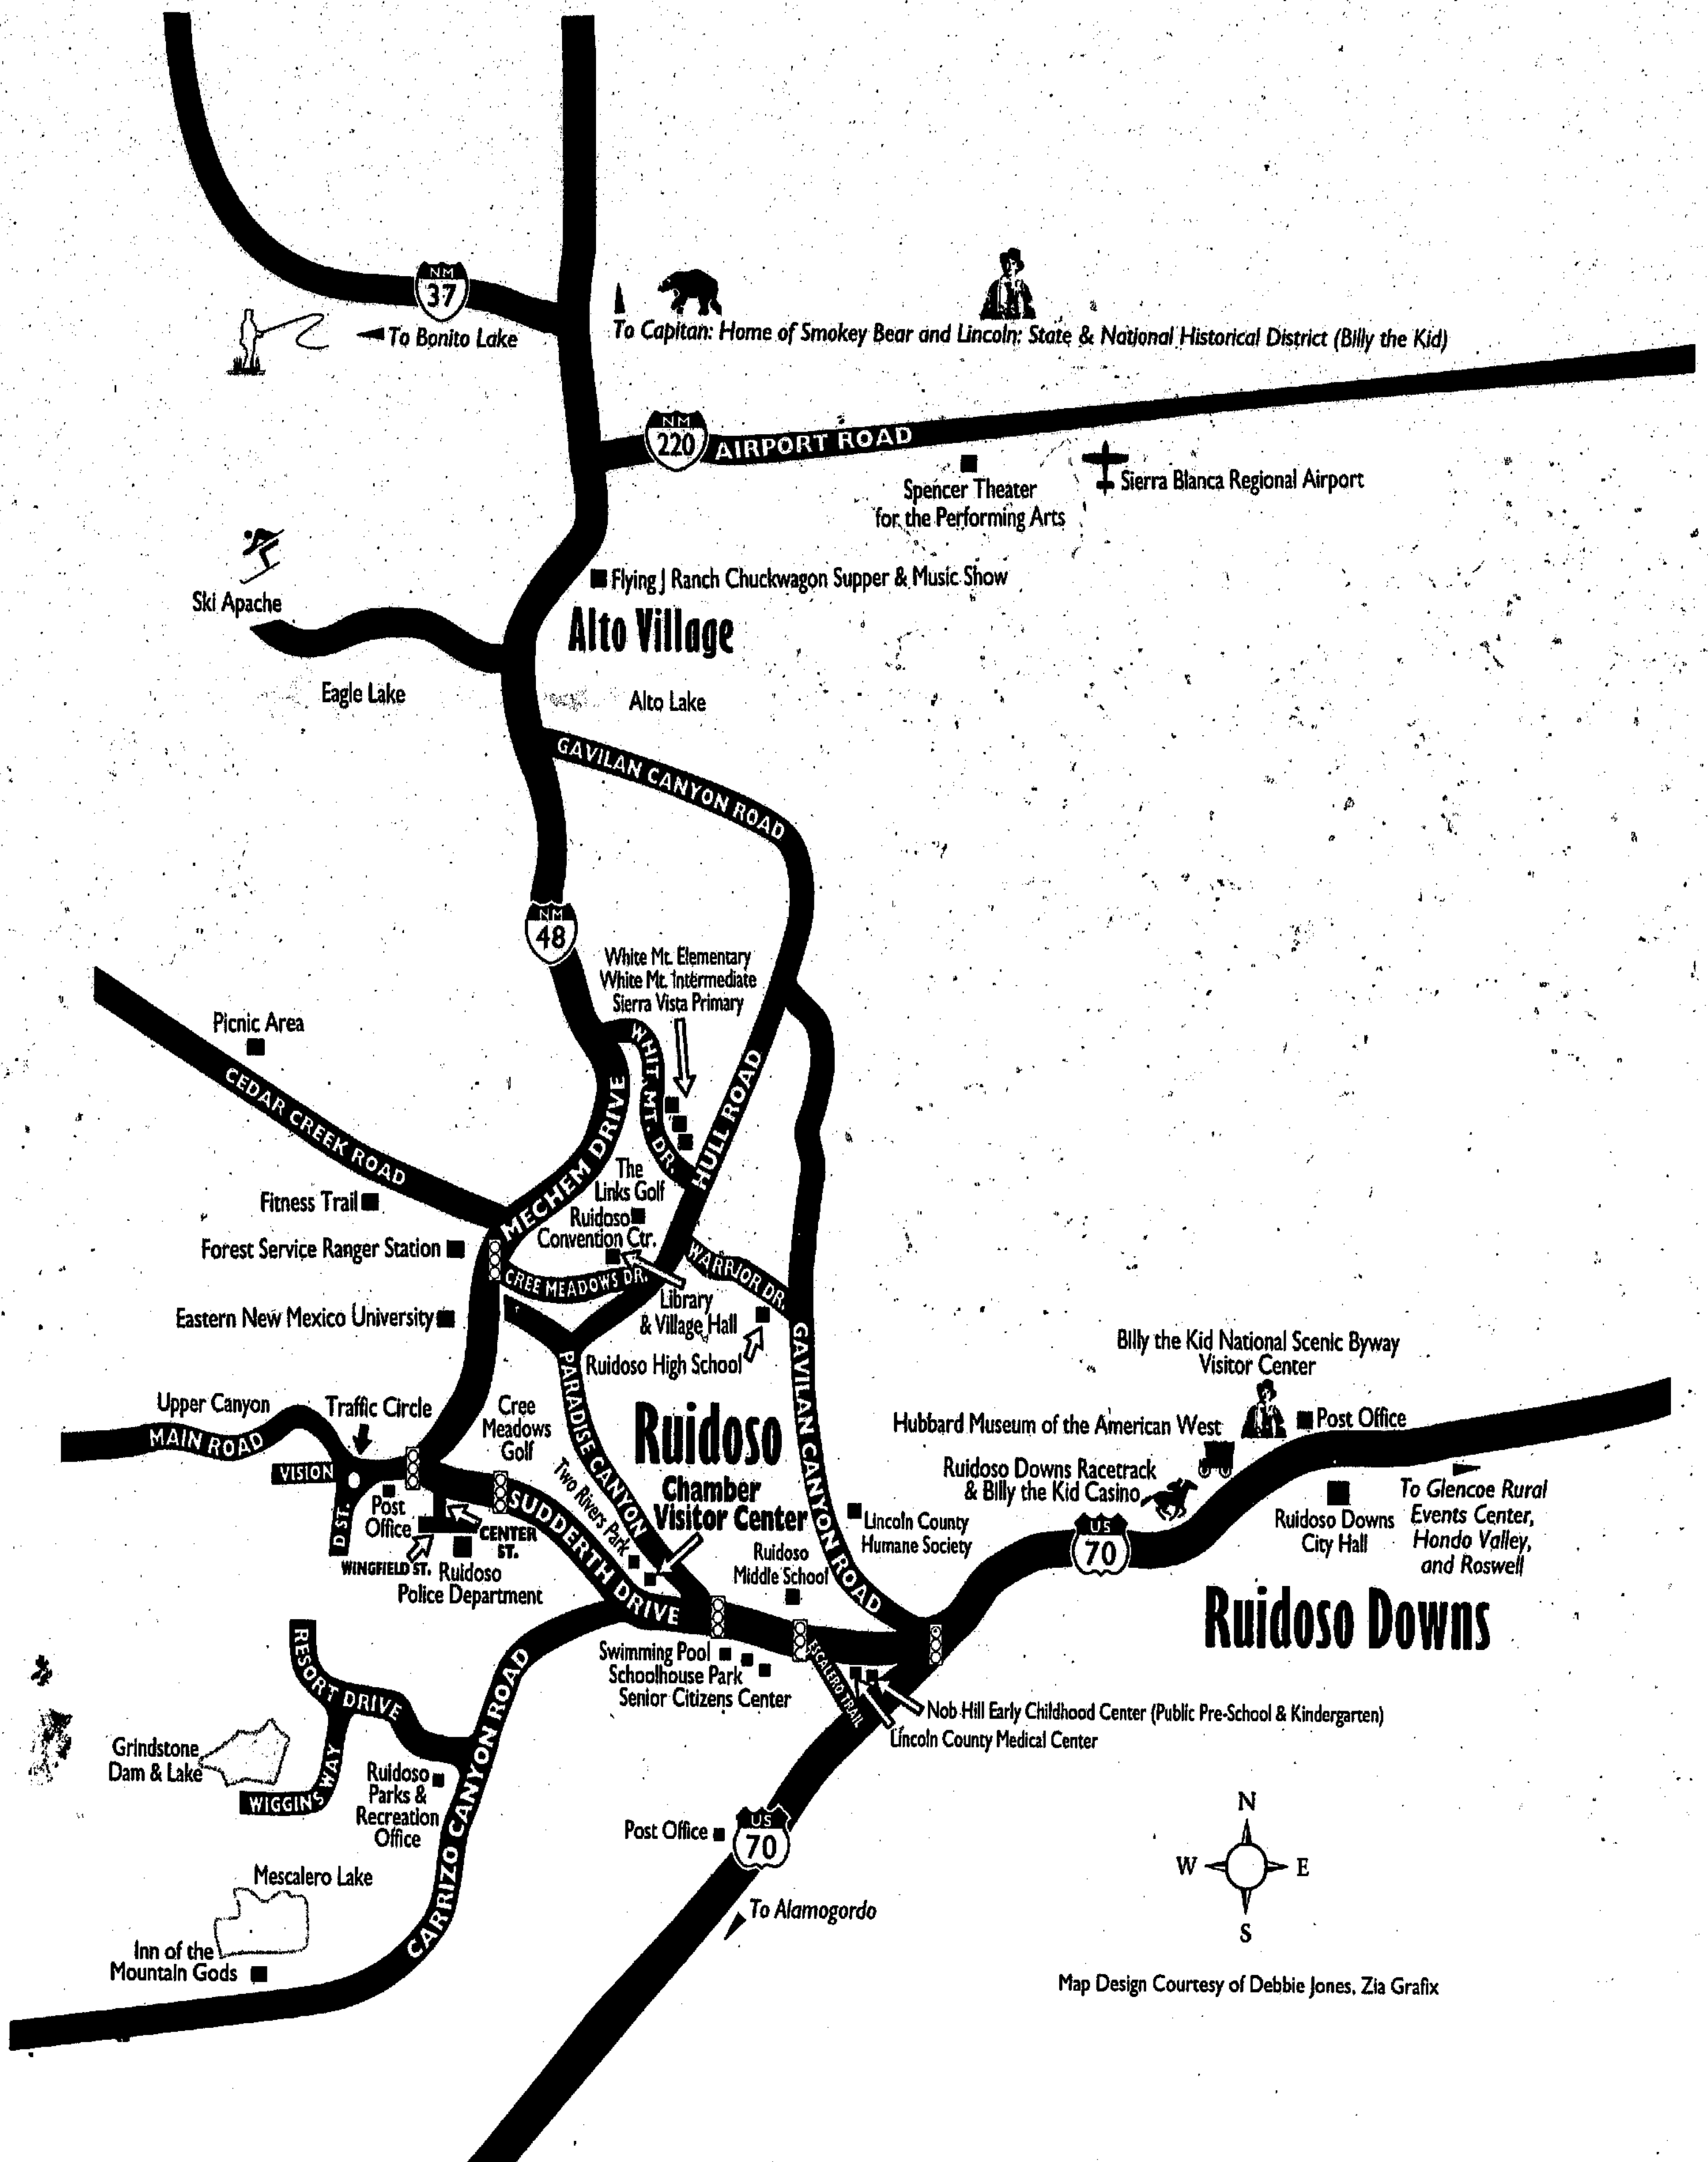 NM
37
To Bonito Lake
To Capitan: Home of Smokey Bear and Lincoln: State & National Historical District (Billy the Kid)
NM
220
AIRPORT ROAD
Spencer Theater
for the Performing Arts
Sierra Blanca Regional Airport
Flying J Ranch Chuckwagon Supper & Music Show
Ski Apache
Alto Village
Eagle Lake
Alto Lake
GAVILAN CANYON ROAD
NM
48
White Mt. Elementary
White Mt. Intermediate
Sierra Vista Primary
Picnic Area
CEDAR CREEK ROAD
WHIT. MT. DR.
HULL ROAD
MECHEM DRIVE
The
Links Golf
Fitness Trail
Ruidoso
Convention Ctr.
Forest Service Ranger Station
CREE MEADOWS DR.
WARRIOR DR.
Library
& Village Hall
Eastern New Mexico University
Ruidoso High School
PARADISE CANYON
GAVILAN CANYON ROAD
Billy the Kid National Scenic Byway
Visitor Center
Upper Canyon
MAIN ROAD
Traffic Circle
Cree
Meadows
Golf
Ruidoso
Hubbard Museum of the American West
Post Office
VISION
Two Rivers Park
Chamber
Visitor Center
Ruidoso Downs Racetrack
& Billy the Kid Casino
To Glencoe Rural
Events Center,
Hondo Valley,
and Roswell
Ruidoso Downs
City Hall
D ST.
Post
Office
CENTER
ST.
WINGFIELD ST.
Ruidoso
Police Department
SUDDERTH DRIVE
Lincoln County
Humane Society
US
70
Ruidoso
Middle School
Ruidoso Downs
Swimming Pool
Schoolhouse Park
Senior Citizens Center
ESCALERO TRAIL
Nob Hill Early Childhood Center (Public Pre-School & Kindergarten)
Lincoln County Medical Center
RESORT DRIVE
CARRIZO CANYON ROAD
Grindstone
Dam & Lake
WIGGINS WAY
Ruidoso
Parks &
Recreation
Office
Post Office
US
70
Mescalero Lake
To Alamogordo
Inn of the
Mountain Gods
N
W
E
S
Map Design Courtesy of Debbie Jones, Zia Grafix